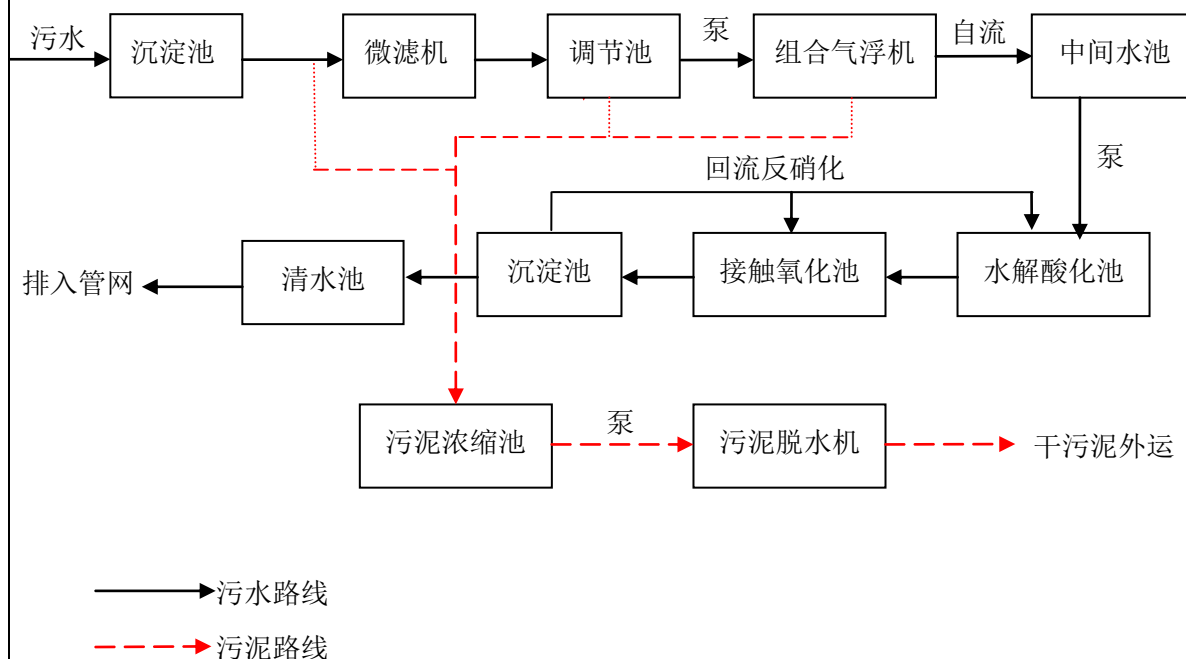 污水
沉淀池
微滤机
调节池
泵
组合气浮机
自流
中间水池
泵
回流反硝化
排入管网
清水池
沉淀池
接触氧化池
水解酸化池
污泥浓缩池
泵
污泥脱水机
干污泥外运
污水路线
污泥路线